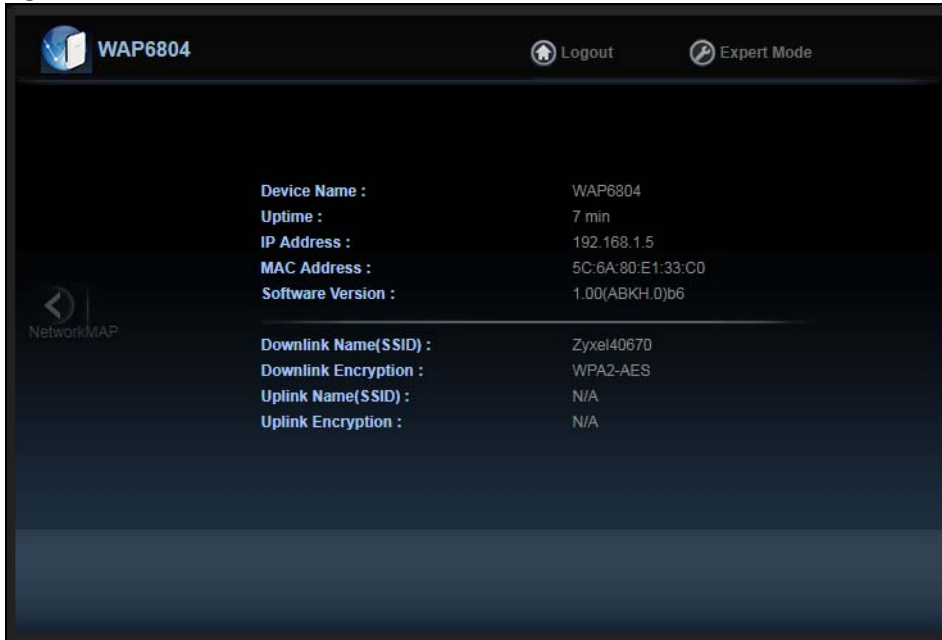 WAP6804 Logout Expert Mode
Device Name : WAP6804
Uptime : 7 min
IP Address : 192.168.1.5
MAC Address : 5C:6A:80:E1:33:C0
Software Version : 1.00(ABKH.0)b6
NetworkMAP
Downlink Name(SSID) : Zyxel40670
Downlink Encryption : WPA2-AES
Uplink Name(SSID) : N/A
Uplink Encryption : N/A